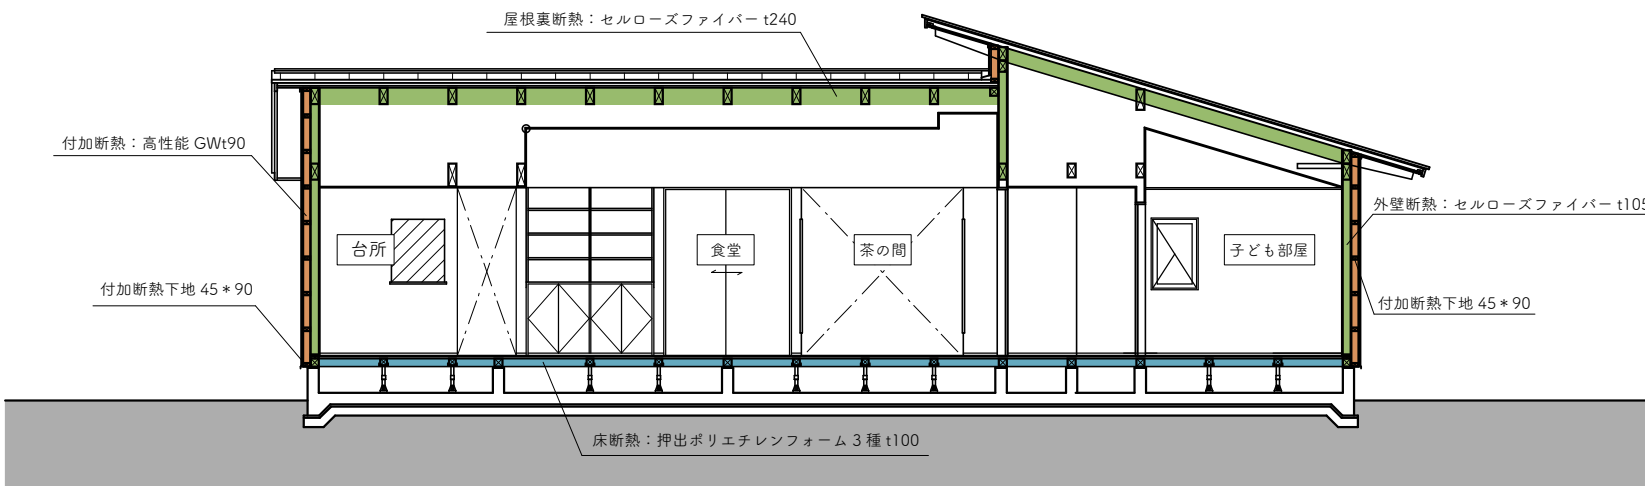 屋根裏断熱：セルローズファイバー t240
付加断熱：高性能 GWt90
外壁断熱：セルローズファイバー t105
台所
食堂
茶の間
子ども部屋
付加断熱下地 45＊90
付加断熱下地 45＊90
床断熱：押出ポリエチレンフォーム 3 種 t100